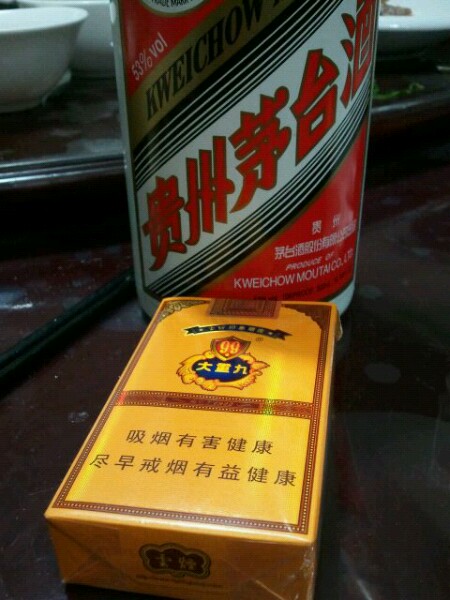 TRADE MARK
53%vol
KWEICHOW
贵州茅台酒
贵 州
茅台酒股份有限公司
PRODUCE OF
KWEICHOW MOUTAI CO., LTD
99
大重九
吸烟有害健康
尽早戒烟有益健康